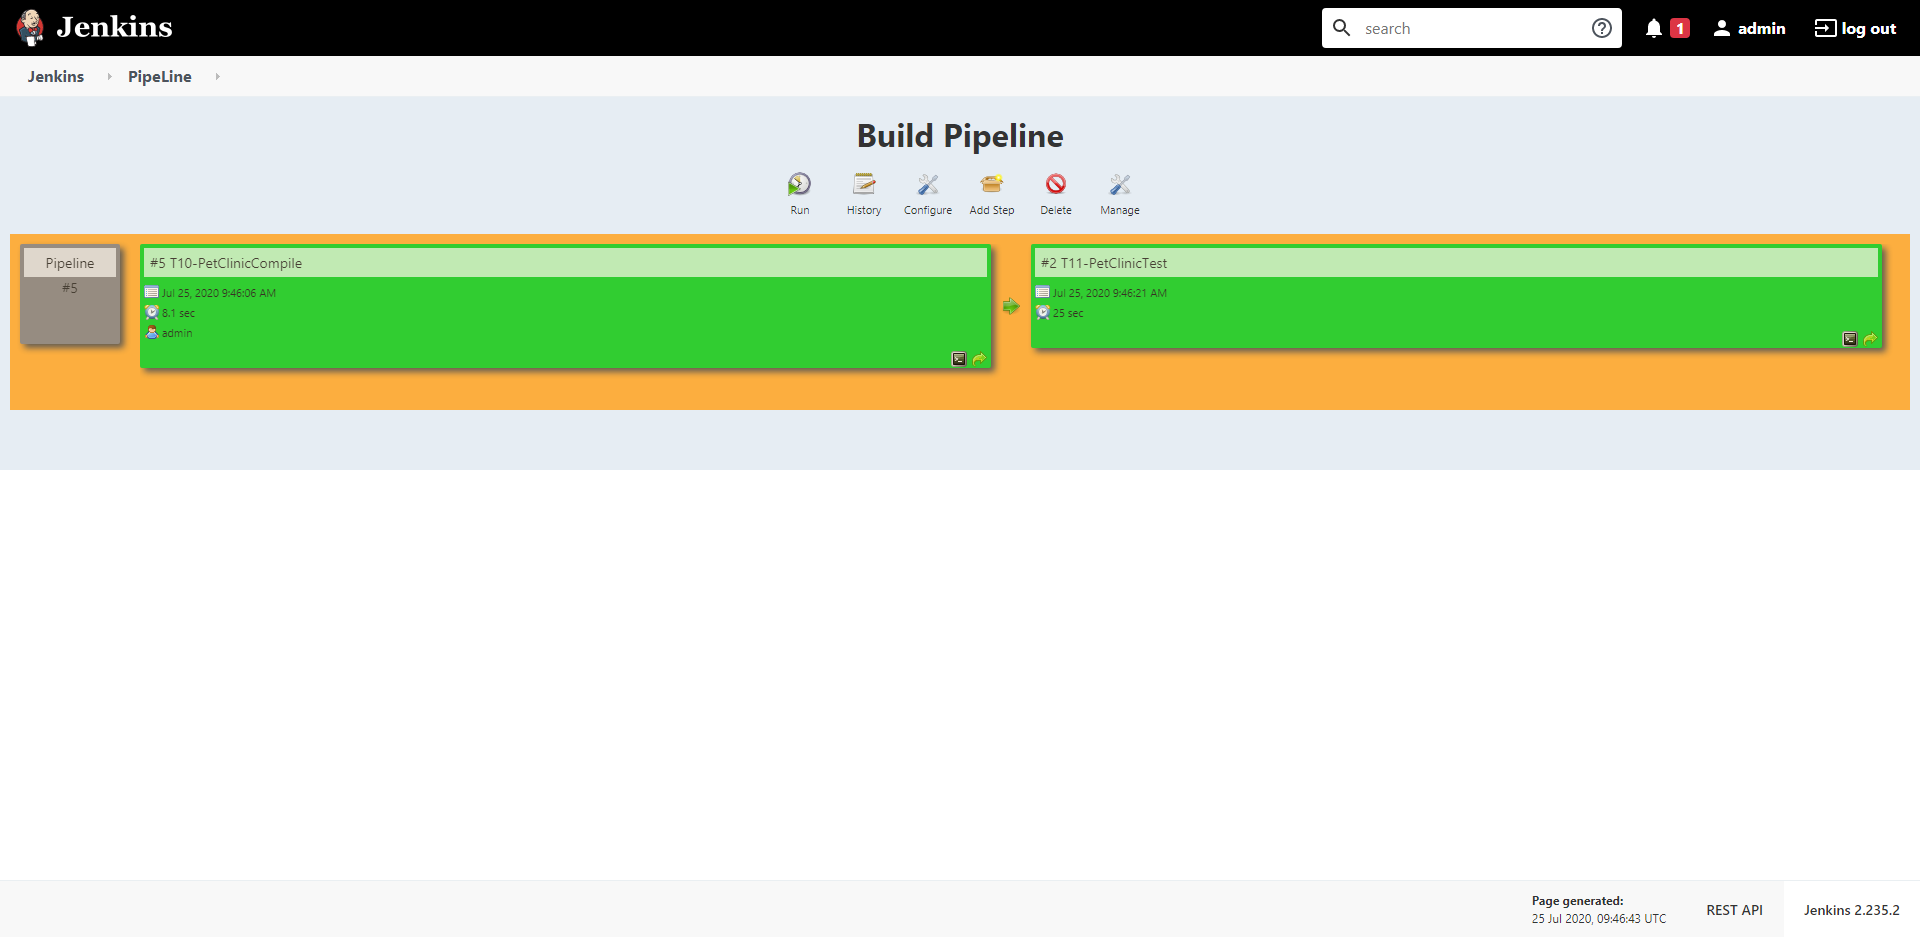 Jenkins
search
1
admin
log out
Jenkins
PipeLine
Build Pipeline
Run
History
Configure
Add Step
Delete
Manage
Pipeline
#5
#5 T10-PetClinicCompile
Jul 25, 2020 9:46:06 AM
8.1 sec
admin
#2 T11-PetClinicTest
Jul 25, 2020 9:46:21 AM
25 sec
Page generated:
25 Jul 2020, 09:46:43 UTC
REST API
Jenkins 2.235.2